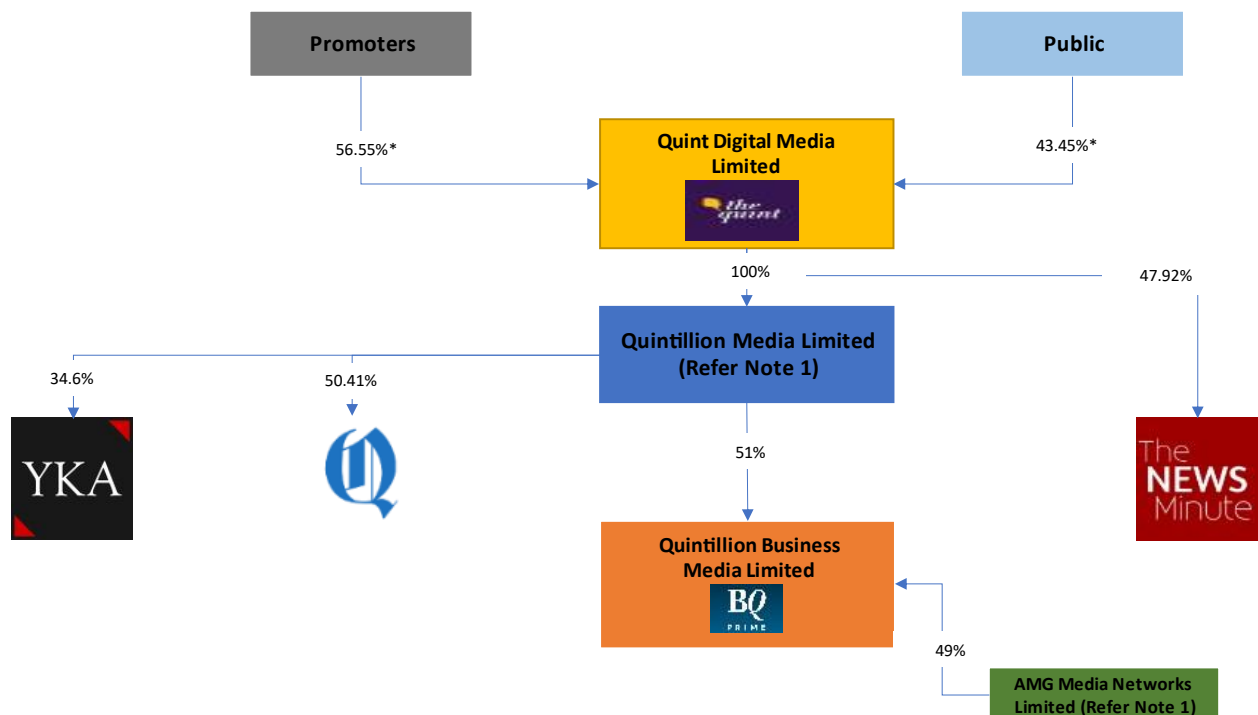 Promoters
Public
56.55%*
43.45%*
Quint Digital Media
Limited
the
quint
100%
47.92%
Quintillion Media Limited
(Refer Note 1)
34.6%
50.41%
51%
YKA
Q
The
NEWS
Minute
Quintillion Business
Media Limited
BQ
PRIME
49%
AMG Media Networks
Limited (Refer Note 1)